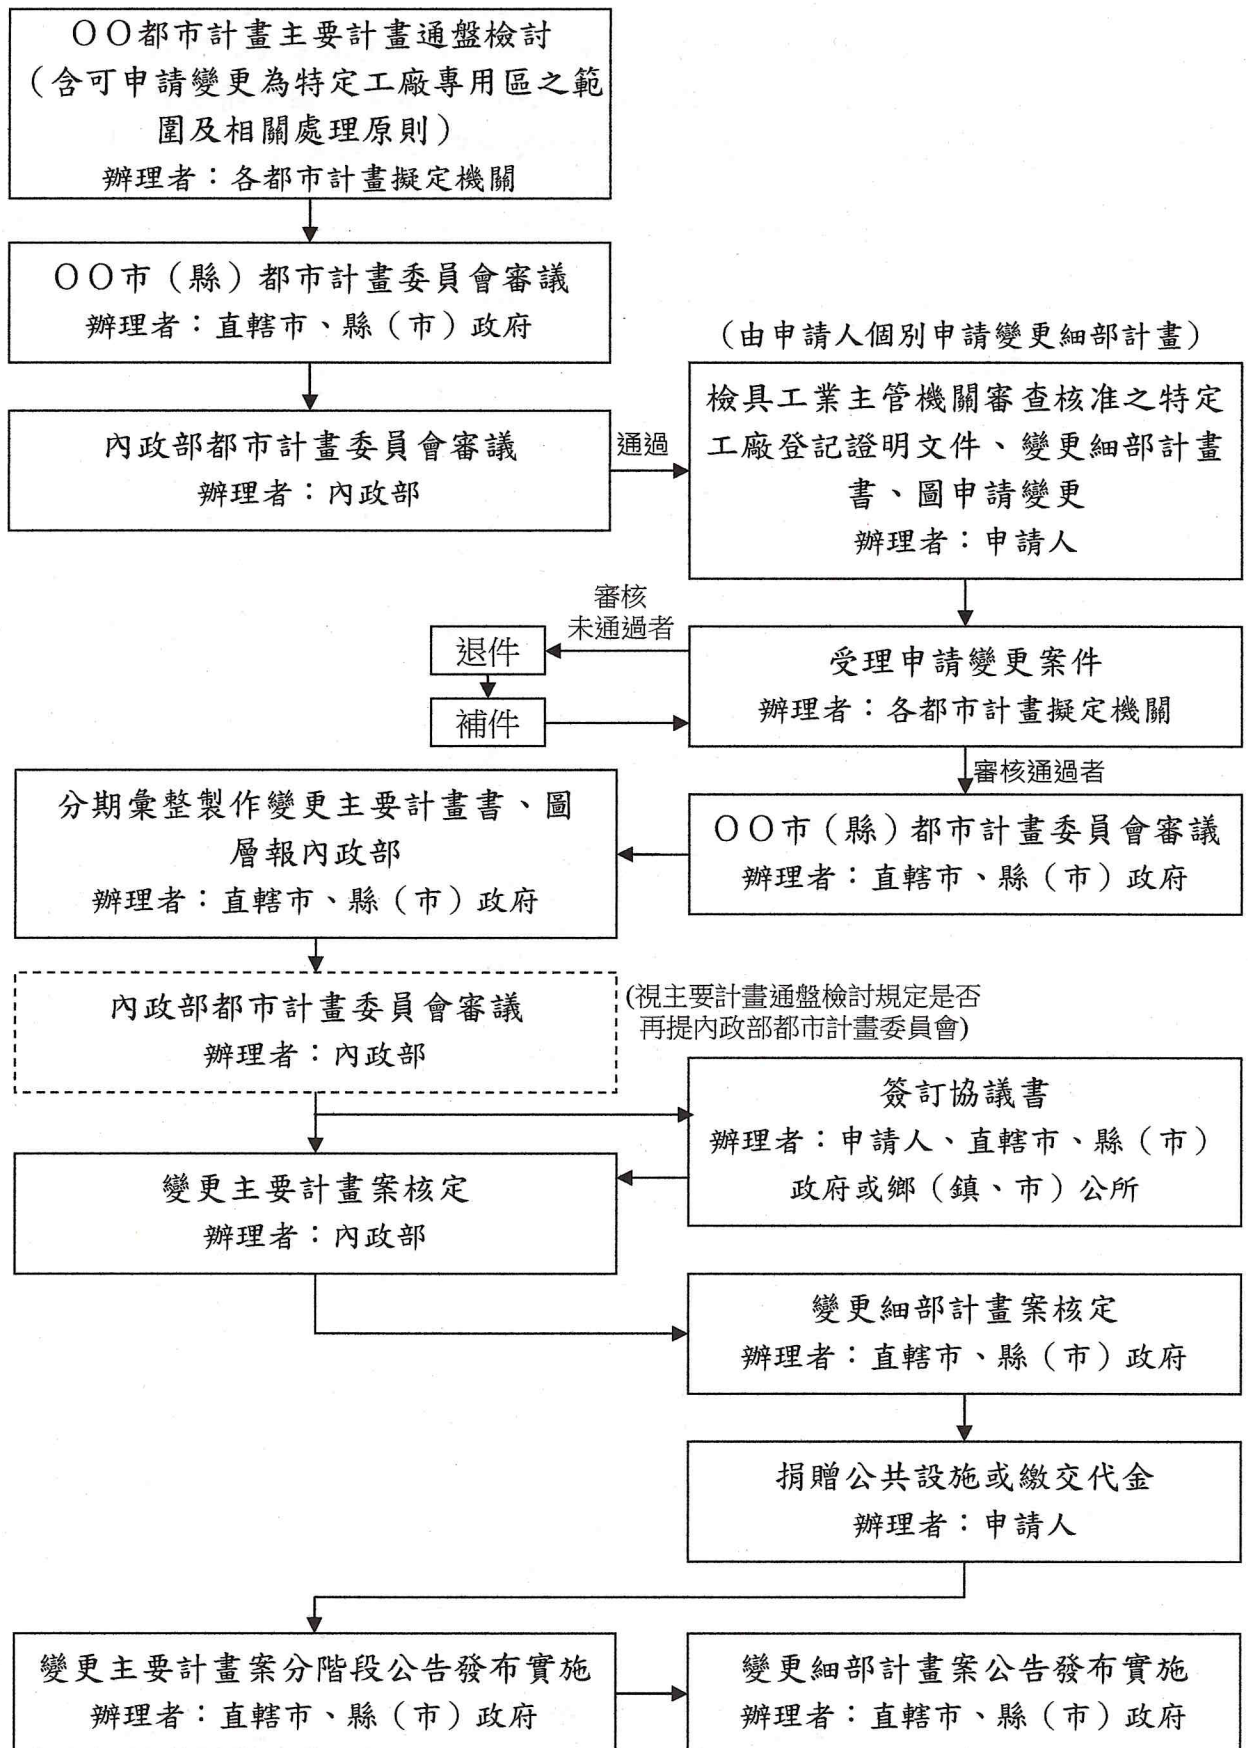 〇〇都市計畫主要計畫通盤檢討
（含可申請變更為特定工廠專用區之範
圍及相關處理原則）
辦理者：各都市計畫擬定機關
〇〇市（縣）都市計畫委員會審議
辦理者：直轄市、縣（市）政府
內政部都市計畫委員會審議
辦理者：內政部
通過
（由申請人個別申請變更細部計畫）
檢具工業主管機關審查核准之特定
工廠登記證明文件、變更細部計畫
書、圖申請變更
辦理者：申請人
審核
未通過者
退件
補件
受理申請變更案件
辦理者：各都市計畫擬定機關
審核通過者
〇〇市（縣）都市計畫委員會審議
辦理者：直轄市、縣（市）政府
分期彙整製作變更主要計畫書、圖
層報內政部
辦理者：直轄市、縣（市）政府
內政部都市計畫委員會審議
辦理者：內政部
(視主要計畫通盤檢討規定是否
再提內政部都市計畫委員會)
簽訂協議書
辦理者：申請人、直轄市、縣（市）
政府或鄉（鎮、市）公所
變更主要計畫案核定
辦理者：內政部
變更細部計畫案核定
辦理者：直轄市、縣（市）政府
捐贈公共設施或繳交代金
辦理者：申請人
變更主要計畫案分階段公告發布實施
辦理者：直轄市、縣（市）政府
變更細部計畫案公告發布實施
辦理者：直轄市、縣（市）政府